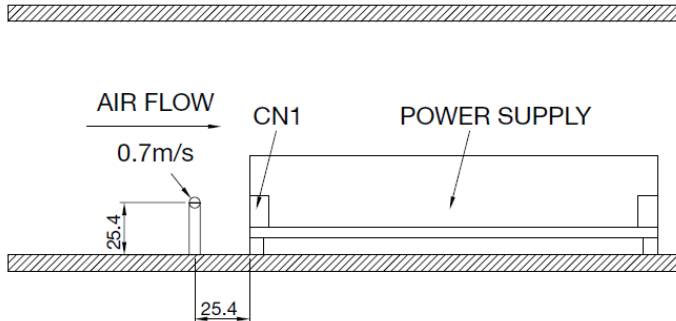 AIR FLOW
0.7m/s
CN1
POWER SUPPLY
25.4
25.4